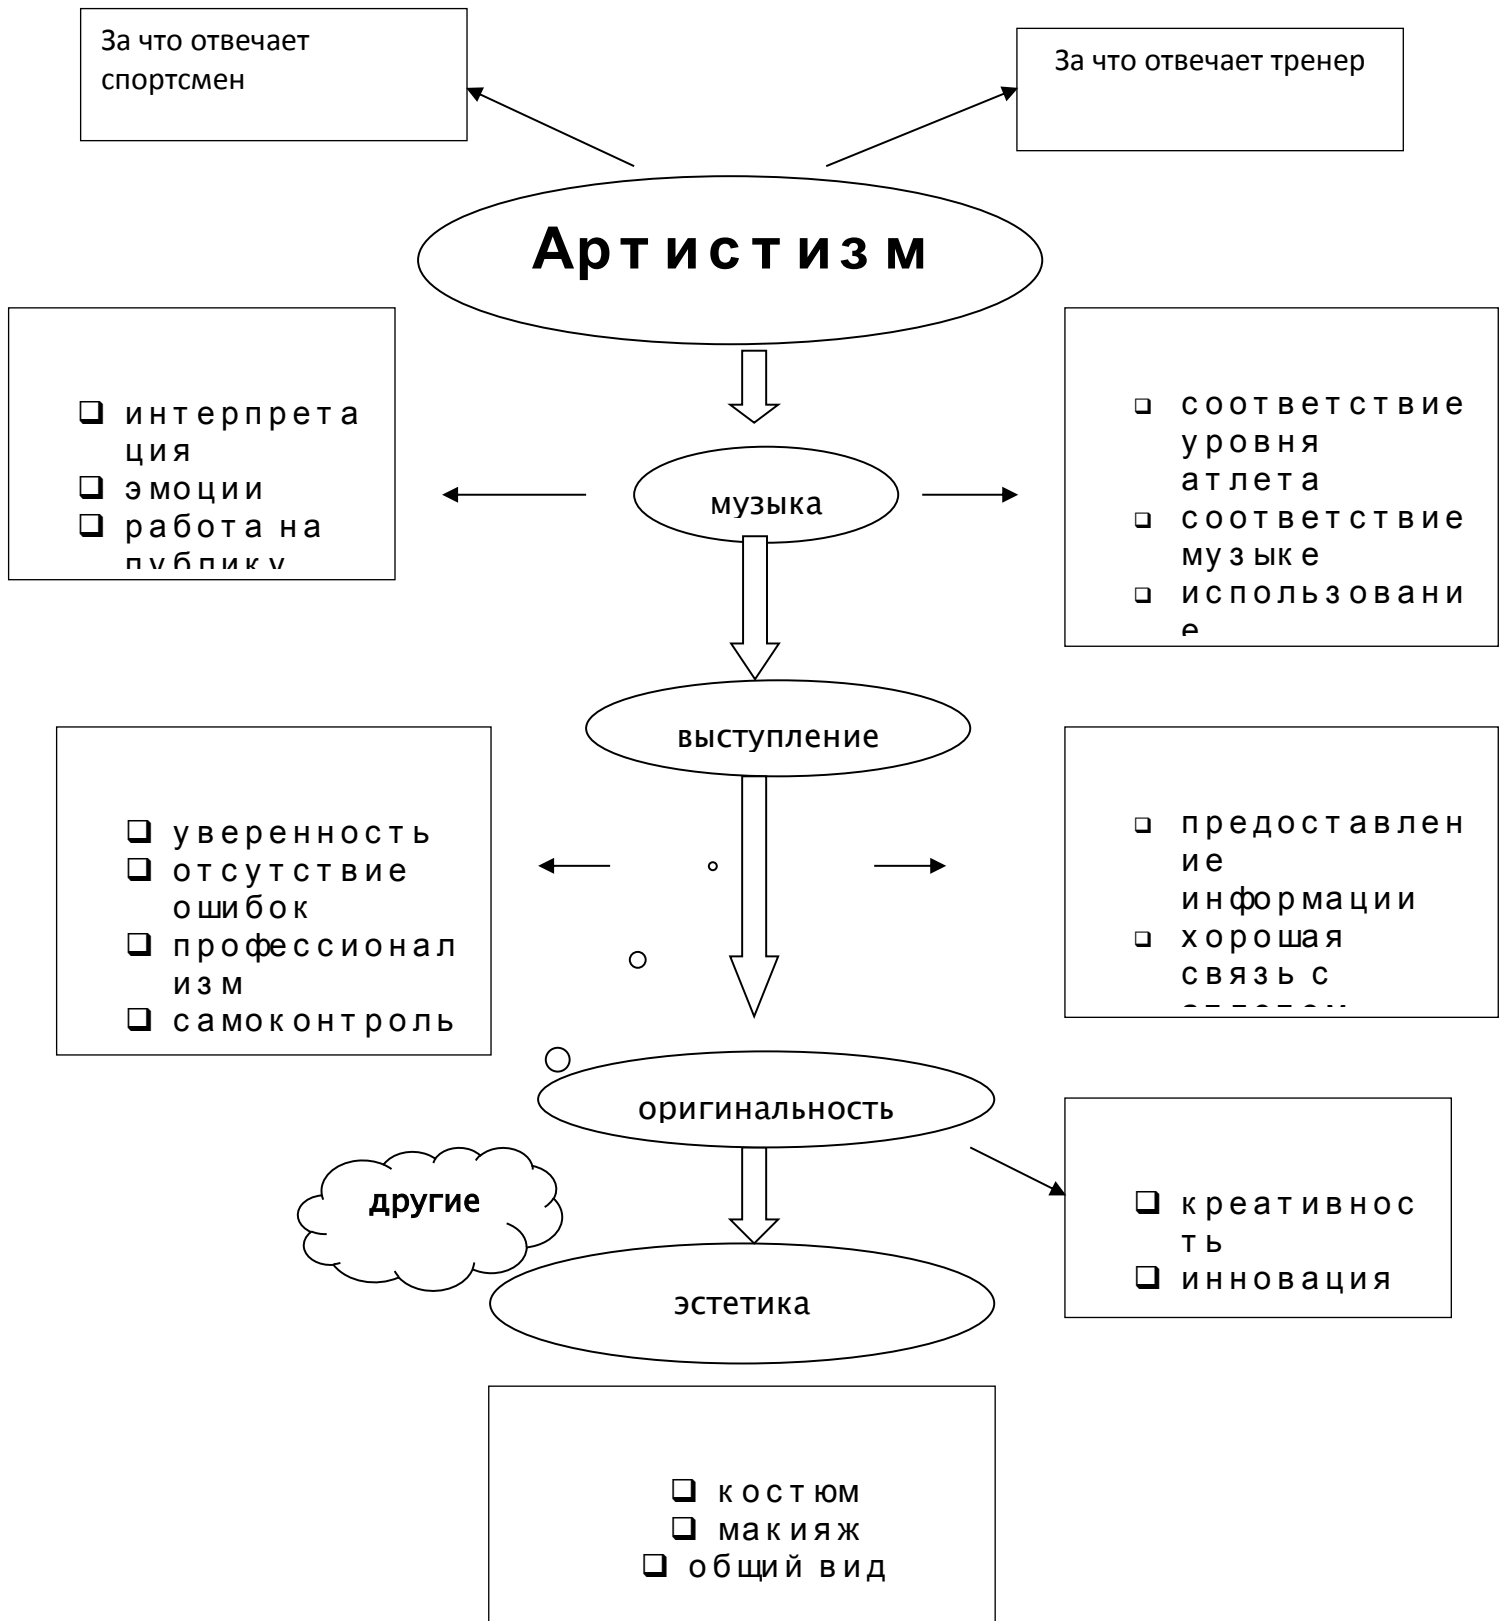 За что отвечает
спортсмен
За что отвечает тренер
Артистизм
интерпрета
ция
эмоции
работа на
публику
музыка
соответствие
уровня
атлета
соответствие
музыке
использовани
е
выступление
уверенность
отсутствие
ошибок
профессионал
изм
самоконтроль
предоставлен
ие
информации
хорошая
связь с
оригинальность
другие
креативнос
ть
инновация
эстетика
костюм
макияж
общий вид